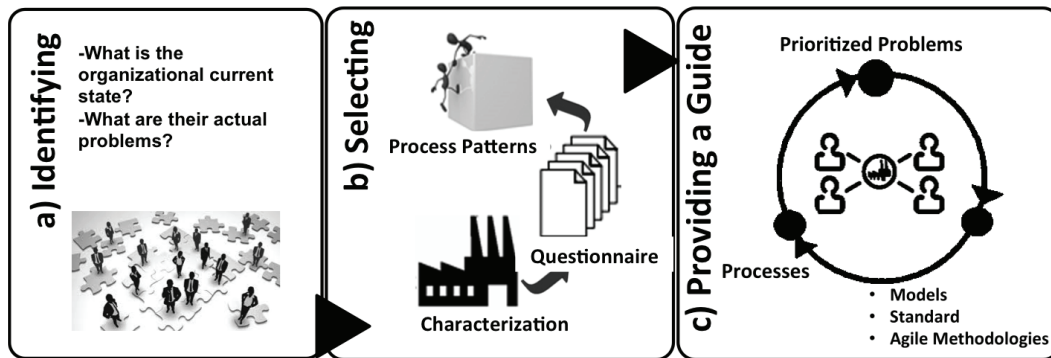 a) Identifying
-What is the
organizational current
state?
-What are their actual
problems?
b) Selecting
Process Patterns
Questionnaire
Characterization
c) Providing a Guide
Prioritized Problems
Processes
• Models
• Standard
• Agile Methodologies